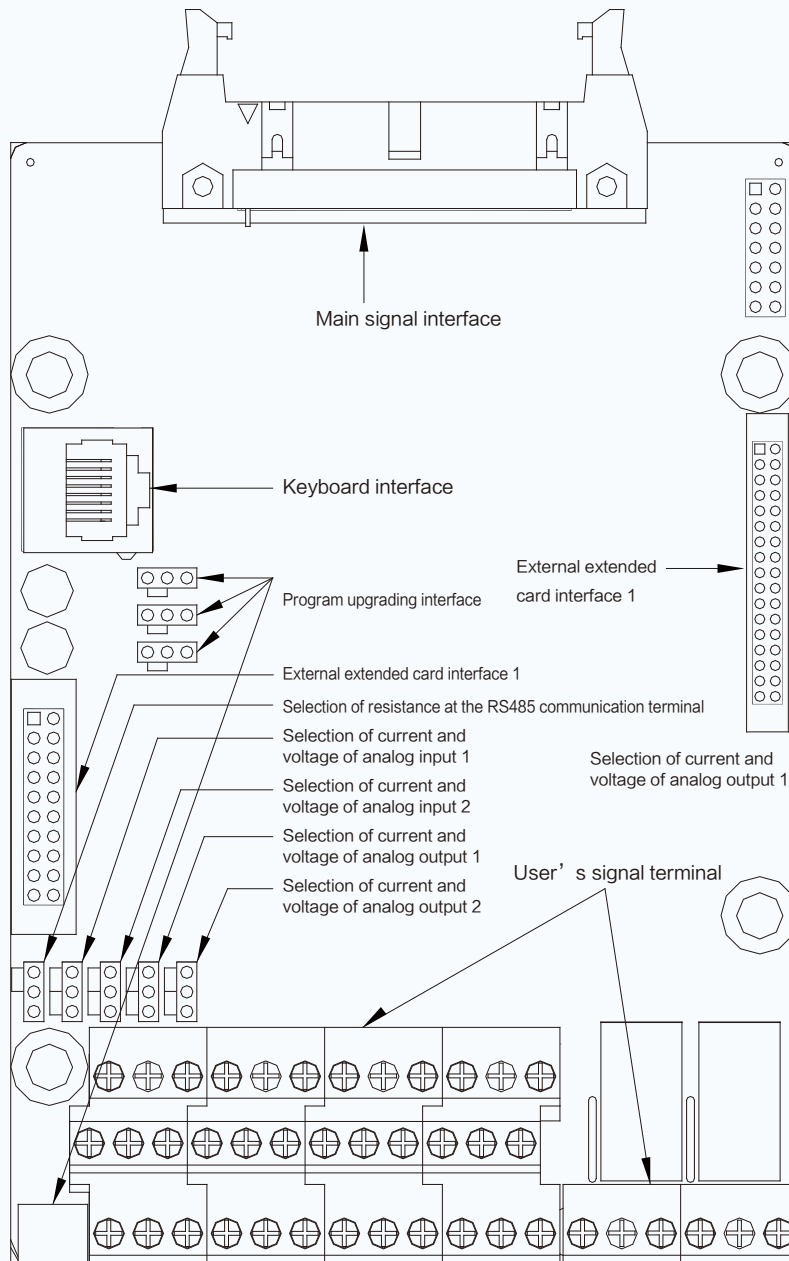 Main signal interface
Keyboard interface
External extended
card interface 1
Program upgrading interface
External extended card interface 1
Selection of resistance at the RS485 communication terminal
Selection of current and
voltage of analog input 1
Selection of current and
voltage of analog output 1
Selection of current and
voltage of analog input 2
Selection of current and
voltage of analog output 1
User’s signal terminal
Selection of current and
voltage of analog output 2